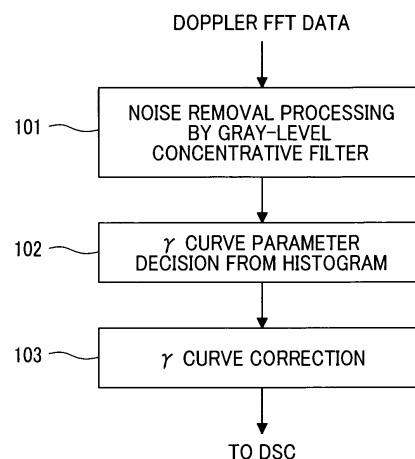 DOPPLER FFT DATA
101
NOISE REMOVAL PROCESSING
BY GRAY-LEVEL
CONCENTRATIVE FILTER
102
γ CURVE PARAMETER
DECISION FROM HISTOGRAM
103
γ CURVE CORRECTION
TO DSC